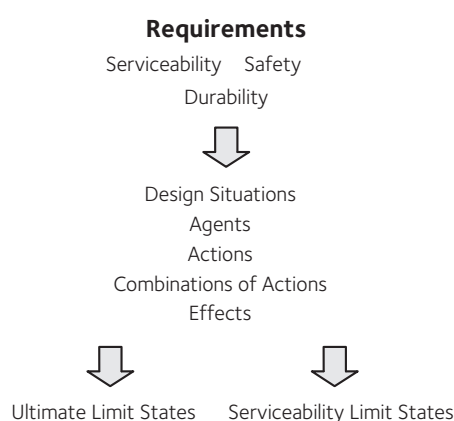 Requirements
Serviceability Safety
Durability
Design Situations
Agents
Actions
Combinations of Actions
Effects
Ultimate Limit States Serviceability Limit States